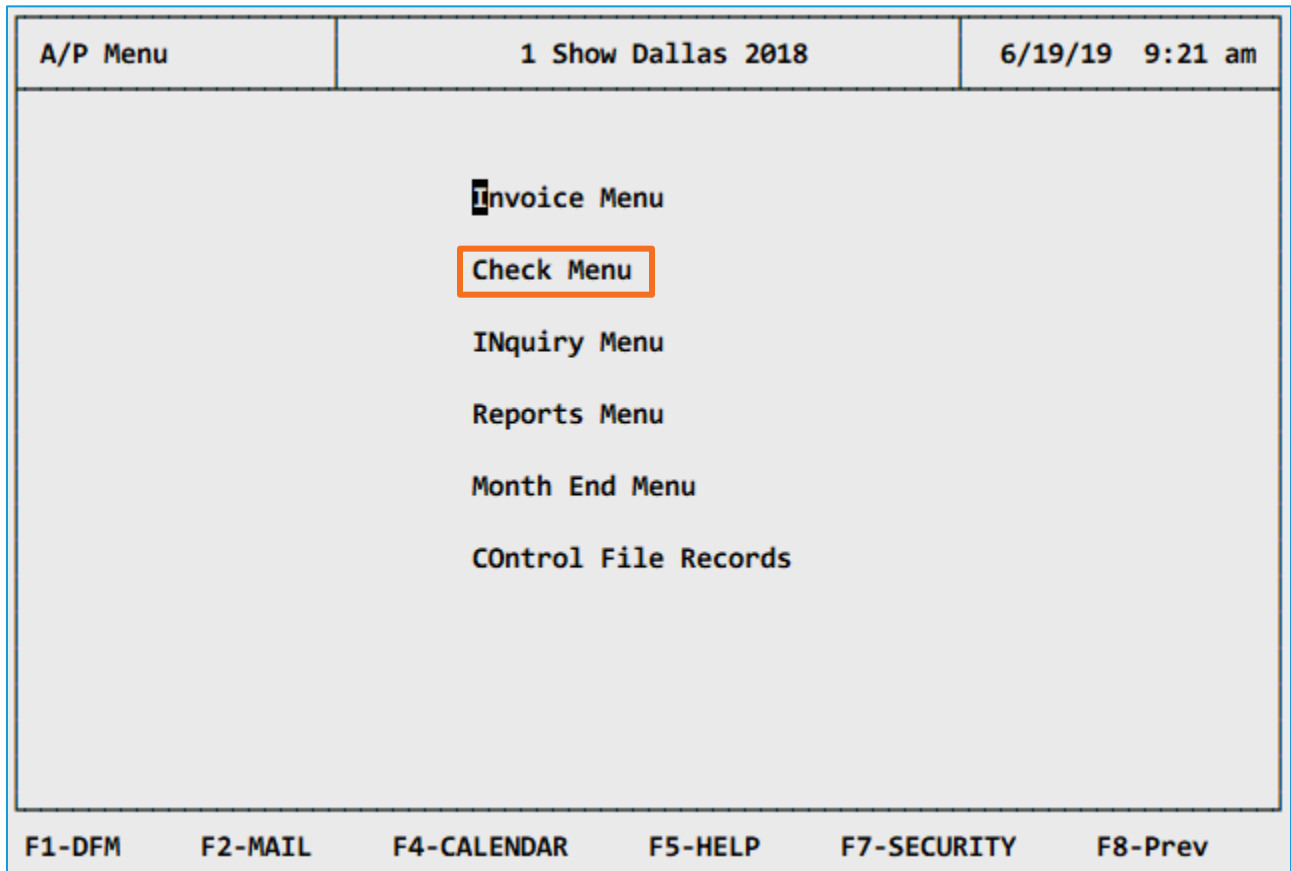 A/P Menu 1 Show Dallas 2018 6/19/19 9:21 am
Invoice Menu
Check Menu
INquiry Menu
Reports Menu
Month End Menu
COntrol File Records
F1-DFM F2-MAIL F4-CALENDAR F5-HELP F7-SECURITY F8-Prev